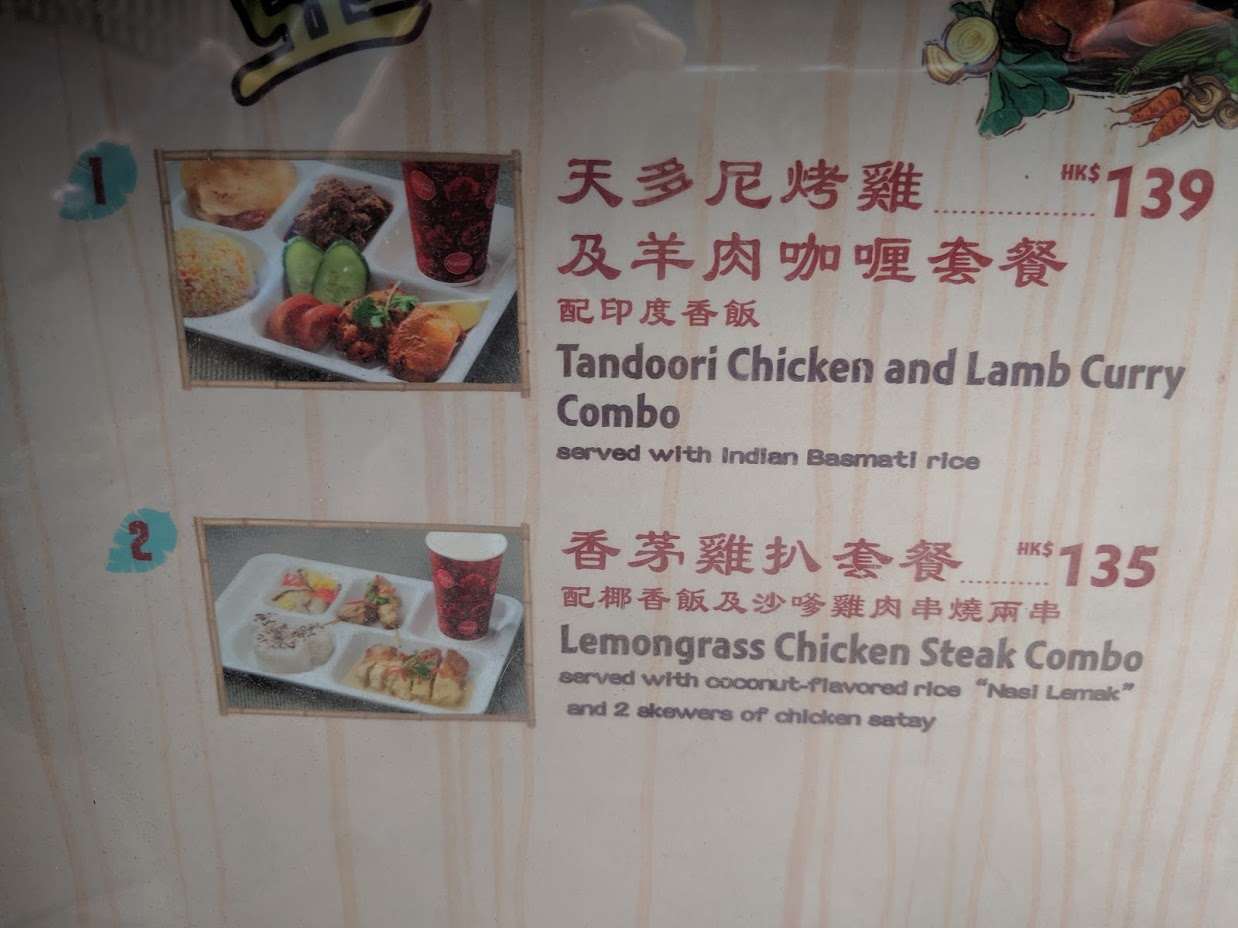 1
天多尼烤雞 HK$ 139
及羊肉咖喱套餐
配印度香飯
Tandoori Chicken and Lamb Curry
Combo
served with Indian Basmati rice
2
香茅雞扒套餐 HK$ 135
配椰香飯及沙嗲雞肉串燒兩串
Lemongrass Chicken Steak Combo
served with coconut-flavored rice "Nasi Lemak"
and 2 skewers of chicken satay